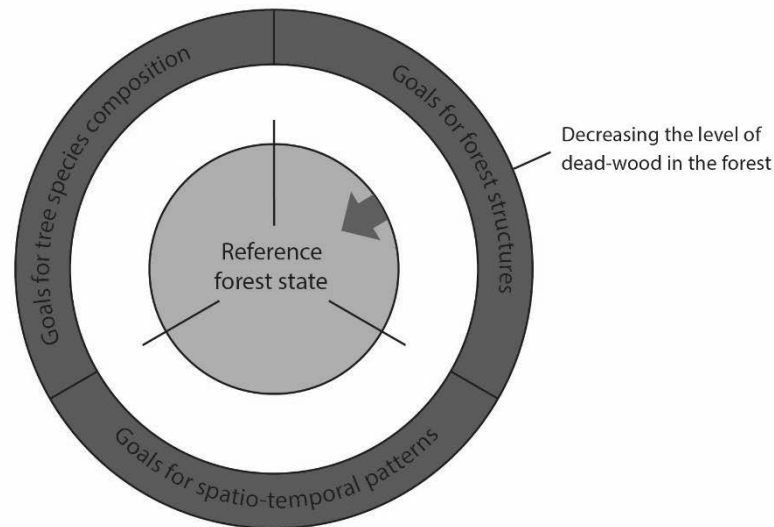 Goals for tree species composition
Goals for forest structures
Decreasing the level of
dead-wood in the forest
Reference
forest state
Goals for spatio-temporal patterns